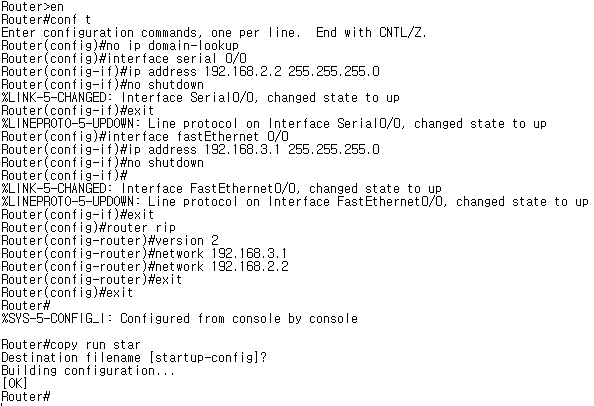 Router>en
Router#conf t
Enter configuration commands, one per line.  End with CNTL/Z.
Router(config)#no ip domain-lookup
Router(config)#interface serial 0/0
Router(config-if)#ip address 192.168.2.2 255.255.255.0
Router(config-if)#no shutdown
%LINK-5-CHANGED: Interface Serial0/0, changed state to up
Router(config-if)#exit
%LINEPROTO-5-UPDOWN: Line protocol on Interface Serial0/0, changed state to up
Router(config)#interface fastEthernet 0/0
Router(config-if)#ip address 192.168.3.1 255.255.255.0
Router(config-if)#no shutdown
Router(config-if)#
%LINK-5-CHANGED: Interface FastEthernet0/0, changed state to up
%LINEPROTO-5-UPDOWN: Line protocol on Interface FastEthernet0/0, changed state to up
Router(config-if)#exit
Router(config)#router rip
Router(config-router)#version 2
Router(config-router)#network 192.168.3.1
Router(config-router)#network 192.168.2.2
Router(config-router)#exit
Router(config)#exit
Router#
%SYS-5-CONFIG_I: Configured from console by console
Router#copy run star
Destination filename [startup-config]?
Building configuration...
[OK]
Router#